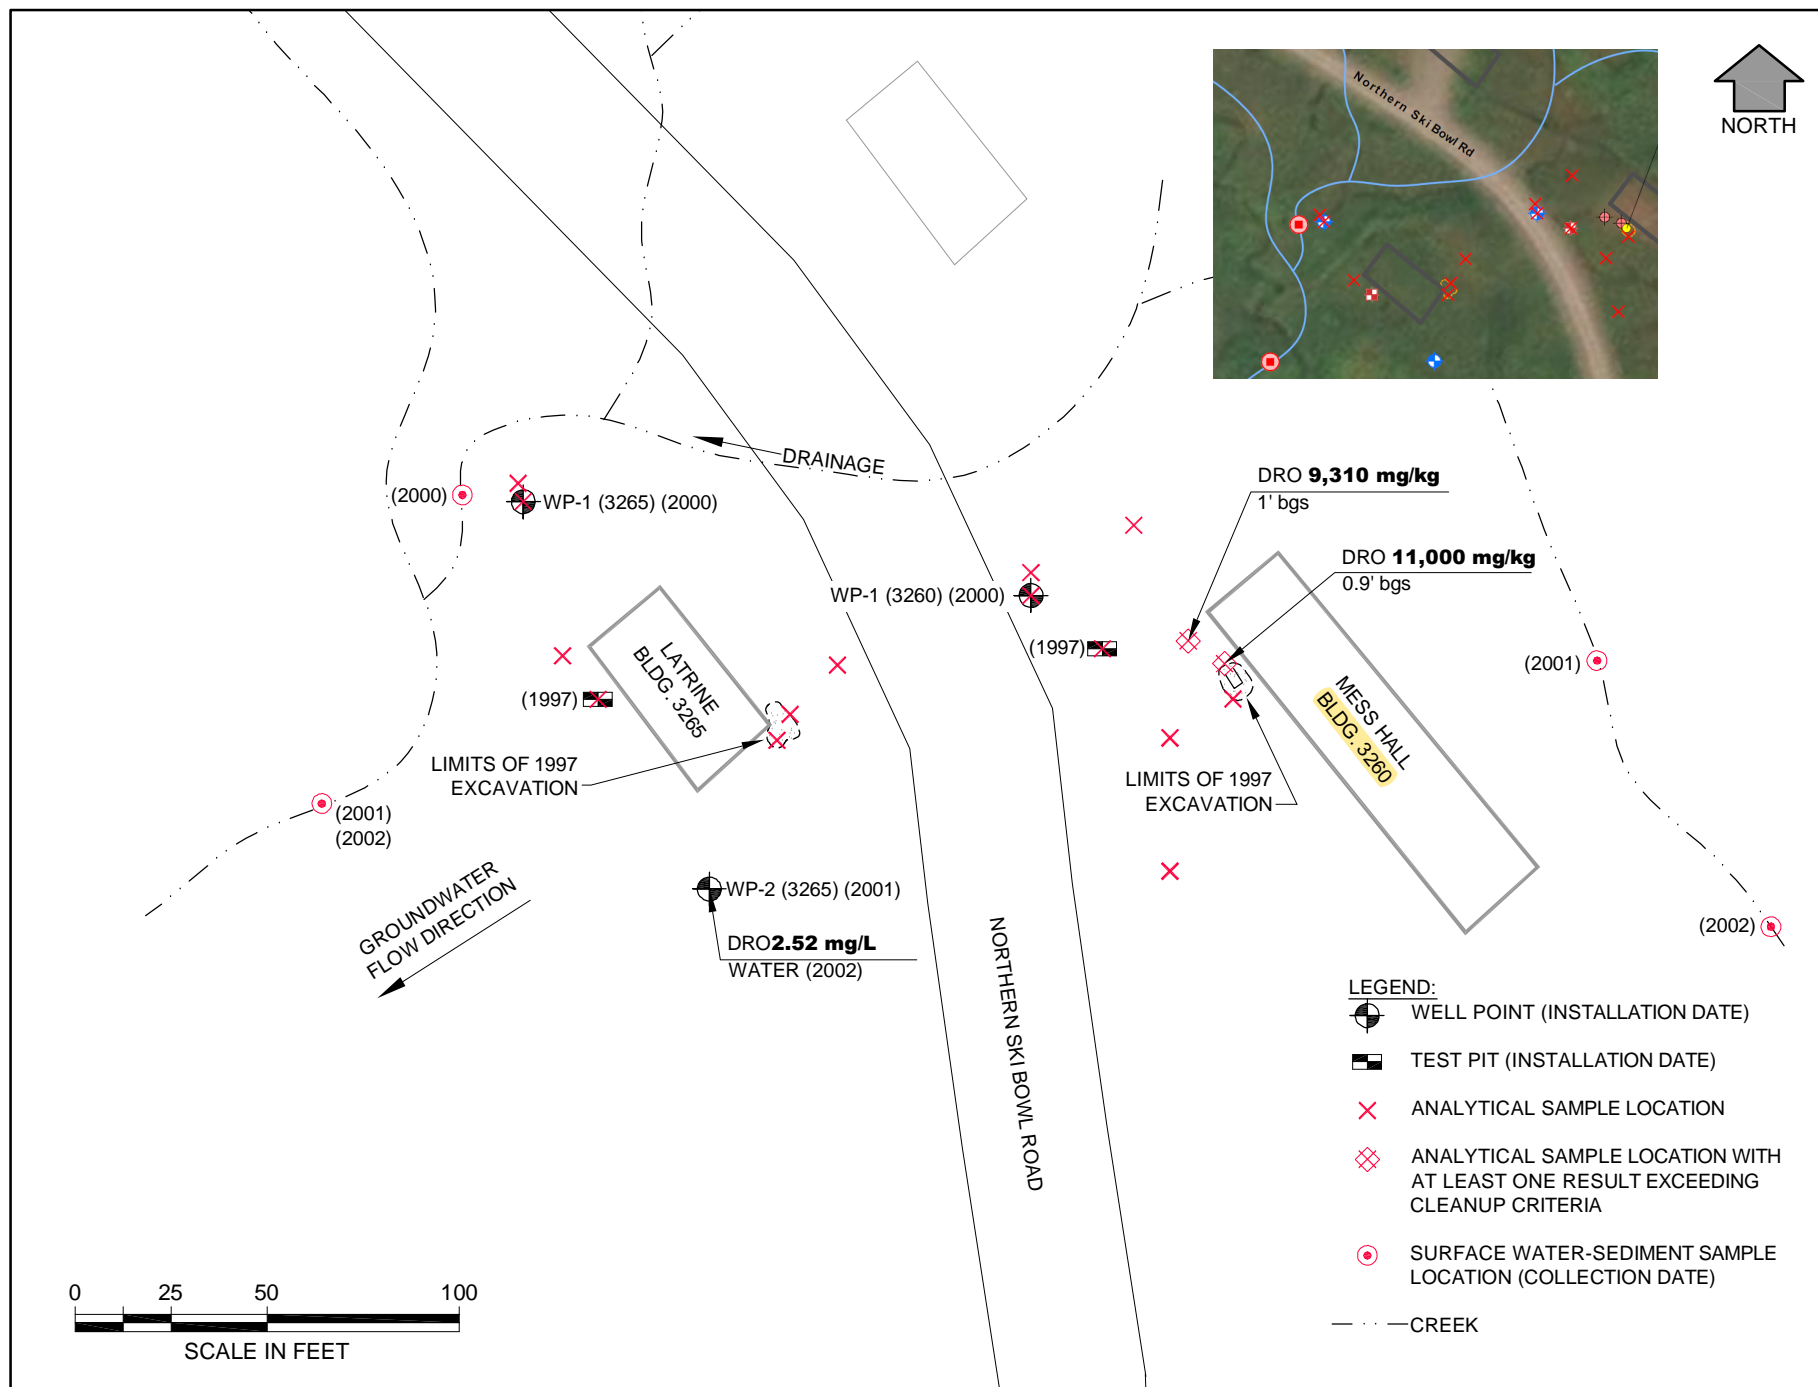 Northern Ski Bowl Rd
NORTH
DRAINAGE
(2000)
WP-1 (3265) (2000)
DRO 9,310 mg/kg
1' bgs
DRO 11,000 mg/kg
0.9' bgs
WP-1 (3260) (2000)
(1997)
(2001)
LATRINE
BLDG. 3265
(1997)
MESS HALL
BLDG. 3260
LIMITS OF 1997
EXCAVATION
LIMITS OF 1997
EXCAVATION
(2001)
(2002)
GROUNDWATER
FLOW DIRECTION
WP-2 (3265) (2001)
DRO2.52 mg/L
WATER (2002)
NORTHERN SKI BOWL ROAD
(2002)
LEGEND:
WELL POINT (INSTALLATION DATE)
TEST PIT (INSTALLATION DATE)
ANALYTICAL SAMPLE LOCATION
ANALYTICAL SAMPLE LOCATION WITH
AT LEAST ONE RESULT EXCEEDING
CLEANUP CRITERIA
SURFACE WATER-SEDIMENT SAMPLE
LOCATION (COLLECTION DATE)
CREEK
0 25 50 100
SCALE IN FEET